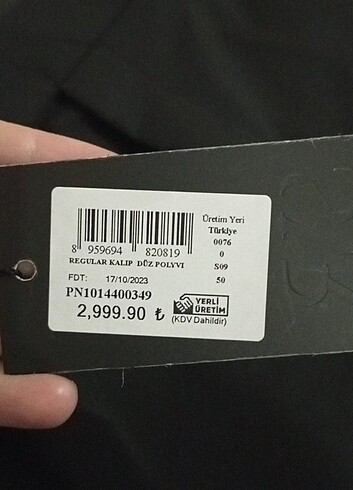 Üretim Yeri
Türkiye
0076
0
S09
50
8 959694 820819
REGULAR KALIP DÜZ POLYVI
FDT: 17/10/2023
PN1014400349
2,999.90 ₺
YERLİ
ÜRETİM
(KDV Dahildir)